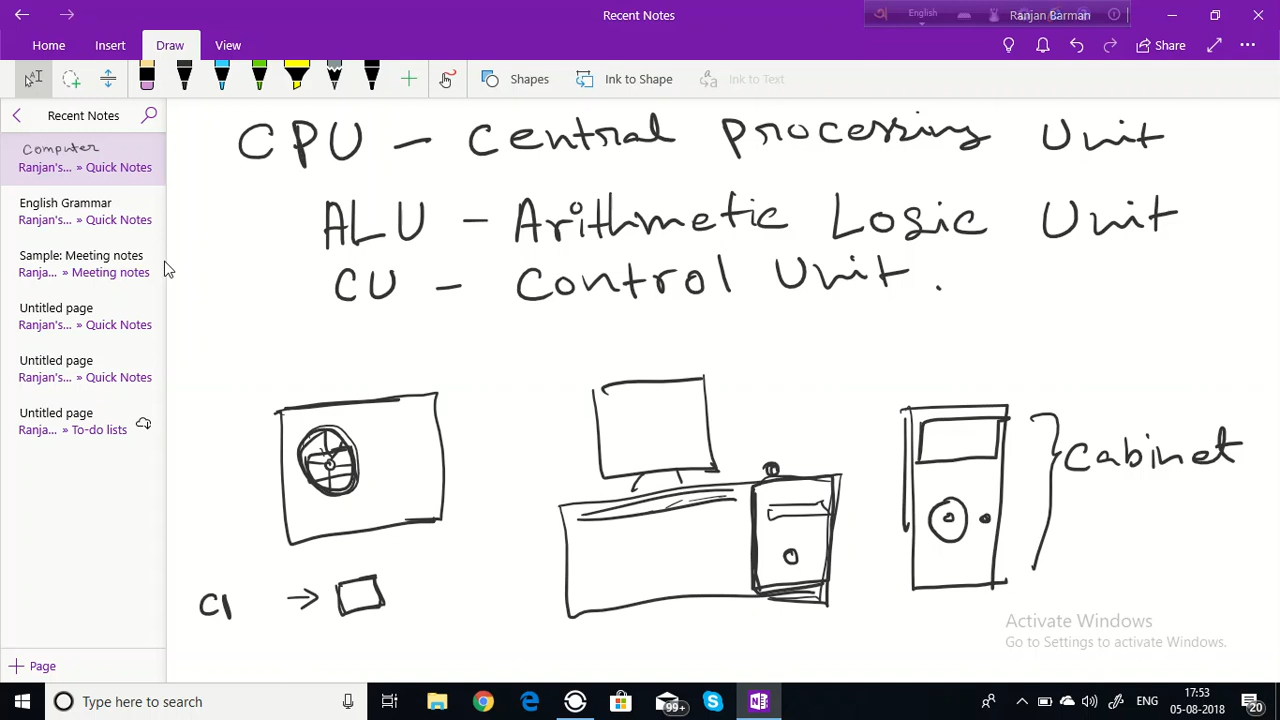 Recent Notes
English
Ranjan Barman
Home Insert Draw View
Share
Shapes Ink to Shape Ink to Text
Recent Notes
Computer
Ranjan's... » Quick Notes
English Grammar
Ranjan's... » Quick Notes
Sample: Meeting notes
Ranja... » Meeting notes
Untitled page
Ranjan's... » Quick Notes
Untitled page
Ranjan's... » Quick Notes
Untitled page
Ranja... » To-do lists
Page
CPU - Central processing Unit
ALU - Arithmetic Logic Unit
CU - Control Unit.
Cabinet
Activate Windows
Go to Settings to activate Windows.
Type here to search
99+
ENG
17:53
05-08-2018
20